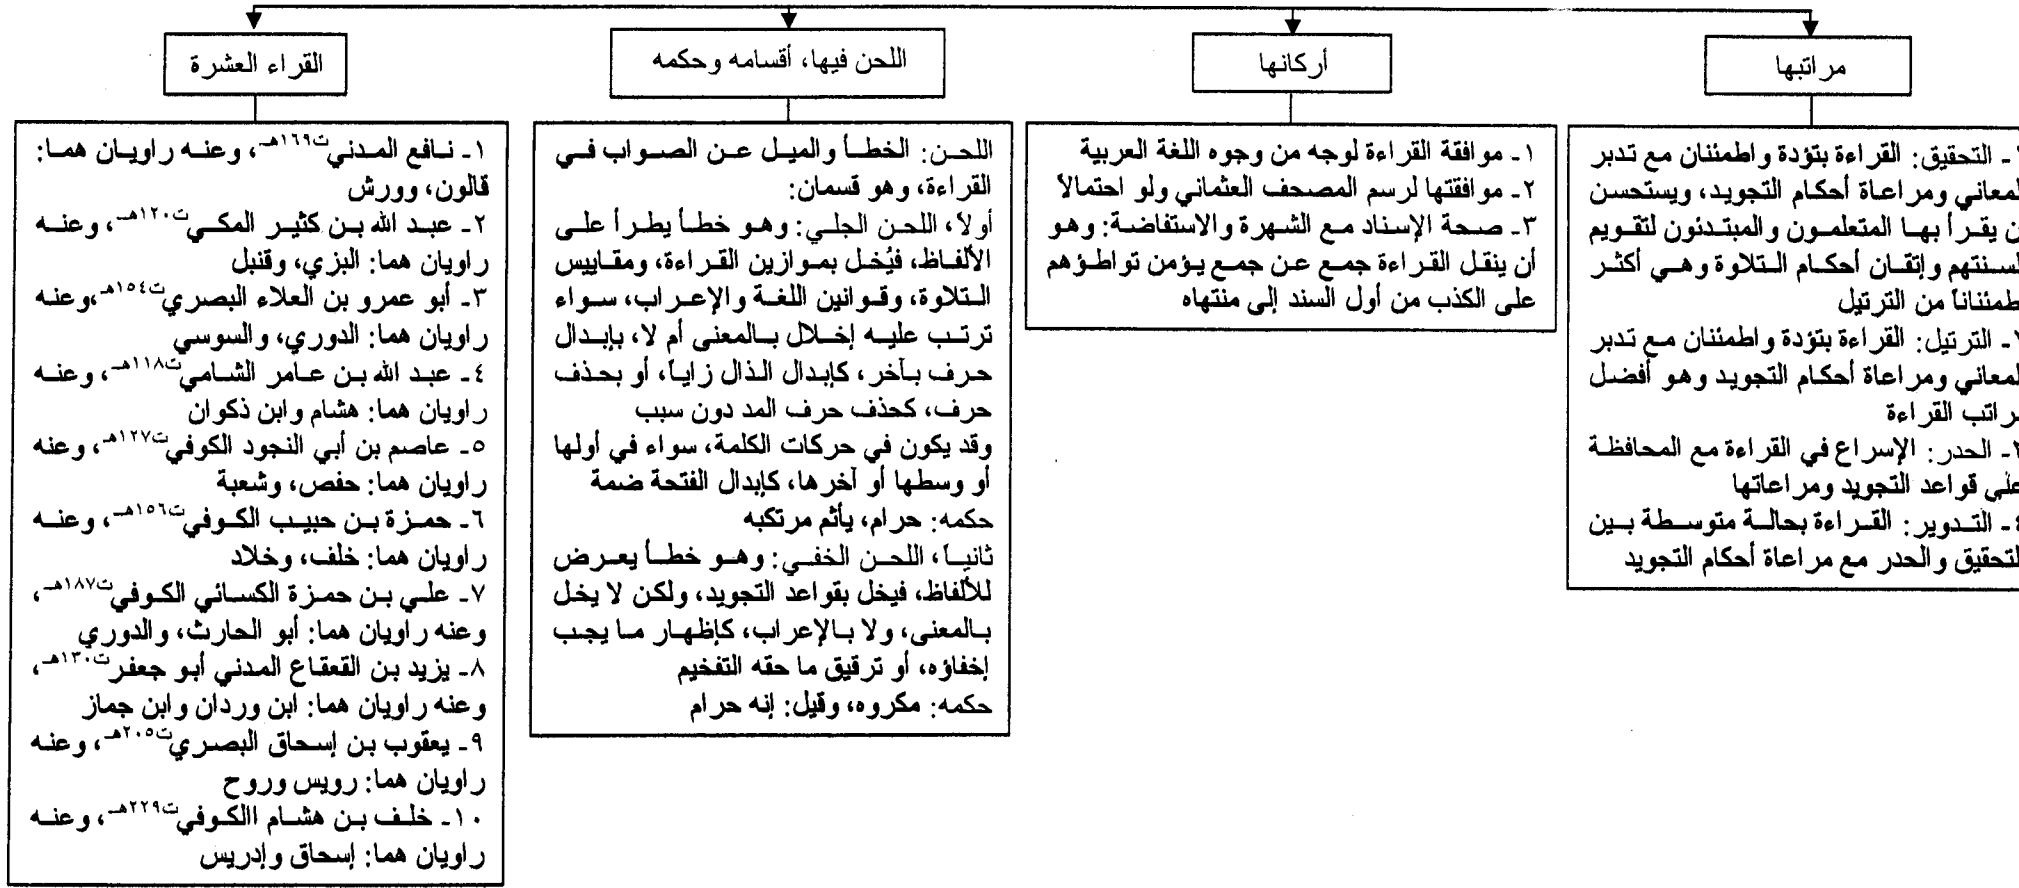 مراتبها
ـ التحقيق: القراءة بتؤدة واطمئنان مع تدبر
لمعاني ومراعاة أحكام التجويد، ويستحسن
ن يقرأ بها المتعلمون والمبتدئون لتقويم
لسنتهم وإتقان أحكام التلاوة وهي أكثر
طمئناناً من الترتيل
ـ الترتيل: القراءة بتؤدة واطمئنان مع تدبر
لمعاني ومراعاة أحكام التجويد وهو أفضل
راتب القراءة
ـ الحدر: الإسراع في القراءة مع المحافظة
على قواعد التجويد ومراعاتها
٤ـ التدوير: القراءة بحالة متوسطة بين
لتحقيق والحدر مع مراعاة أحكام التجويد
أركانها
١ـ موافقة القراءة لوجه من وجوه اللغة العربية
٢ـ موافقتها لرسم المصحف العثماني ولو احتمالاً
٣ـ صحة الإسناد مع الشهرة والاستفاضة: وهو
أن ينقل القراءة جمع عن جمع يؤمن تواطؤهم
على الكذب من أول السند إلى منتهاه
اللحن فيها، أقسامه وحكمه
اللحن: الخطأ والميل عن الصواب في
القراءة، وهو قسمان:
أولاً، اللحن الجلي: وهو خطأ يطرأ على
الألفاظ، فيُخل بموازين القراءة، ومقاييس
التلاوة، وقوانين اللغة والإعراب، سواء
ترتب عليه إخلال بالمعنى أم لا، بإبدال
حرف بآخر، كإبدال الذال زاياً، أو بحذف
حرف، كحذف حرف المد دون سبب
وقد يكون في حركات الكلمة، سواء في أولها
أو وسطها أو آخرها، كإبدال الفتحة ضمة
حكمه: حرام، يأثم مرتكبه
ثانياً، اللحن الخفي: وهو خطأ يعرض
للألفاظ، فيخل بقواعد التجويد، ولكن لا يخل
بالمعنى، ولا بالإعراب، كإظهار ما يجب
إخفاؤه، أو ترقيق ما حقه التفخيم
حكمه: مكروه، وقيل: إنه حرام
القراء العشرة
١ـ نافع المدني ت١٦٩هـ، وعنه راويان هما:
قالون، وورش
٢ـ عبد الله بن كثير المكي ت١٢٠هـ، وعنه
راويان هما: البزي، وقنبل
٣ـ أبو عمرو بن العلاء البصري ت١٥٤هـ، وعنه
راويان هما: الدوري، والسوسي
٤ـ عبد الله بن عامر الشامي ت١١٨هـ، وعنه
راويان هما: هشام وابن ذكوان
٥ـ عاصم بن أبي النجود الكوفي ت١٢٧هـ، وعنه
راويان هما: حفص، وشعبة
٦ـ حمزة بن حبيب الكوفي ت١٥٦هـ، وعنه
راويان هما: خلف، وخلاد
٧ـ علي بن حمزة الكسائي الكوفي ت١٨٧هـ،
وعنه راويان هما: أبو الحارث، والدوري
٨ـ يزيد بن القعقاع المدني أبو جعفر ت١٣٠هـ،
وعنه راويان هما: ابن وردان وابن جماز
٩ـ يعقوب بن إسحاق البصري ت٢٠٥هـ، وعنه
راويان هما: رويس وروح
١٠ـ خلف بن هشام االكوفي ت٢٢٩هـ، وعنه
راويان هما: إسحاق وإدريس